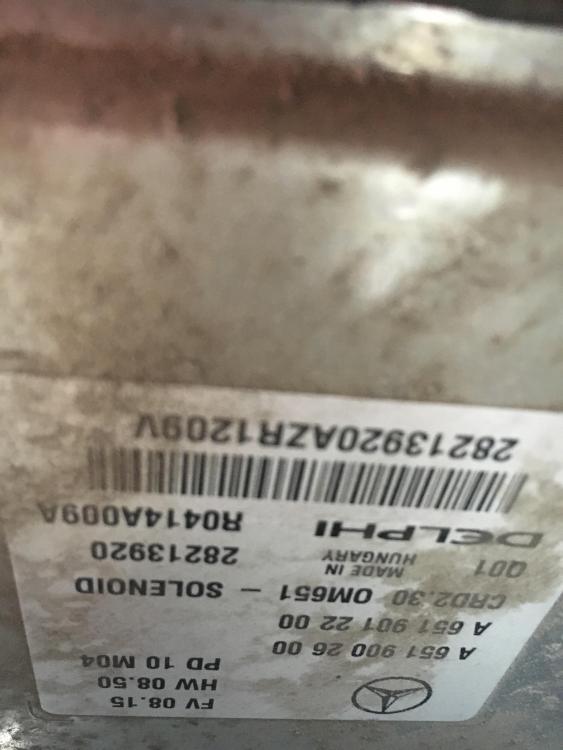 FV 08.15
HW 08.50
A 651 900 26 00 PD 10 M04
A 651 901 22 00
CRD2.30 OM651 - SOLENOID
Q01 MADE IN 28213920
HUNGARY
DELPHI R0414A009A
28213920AZR1209V